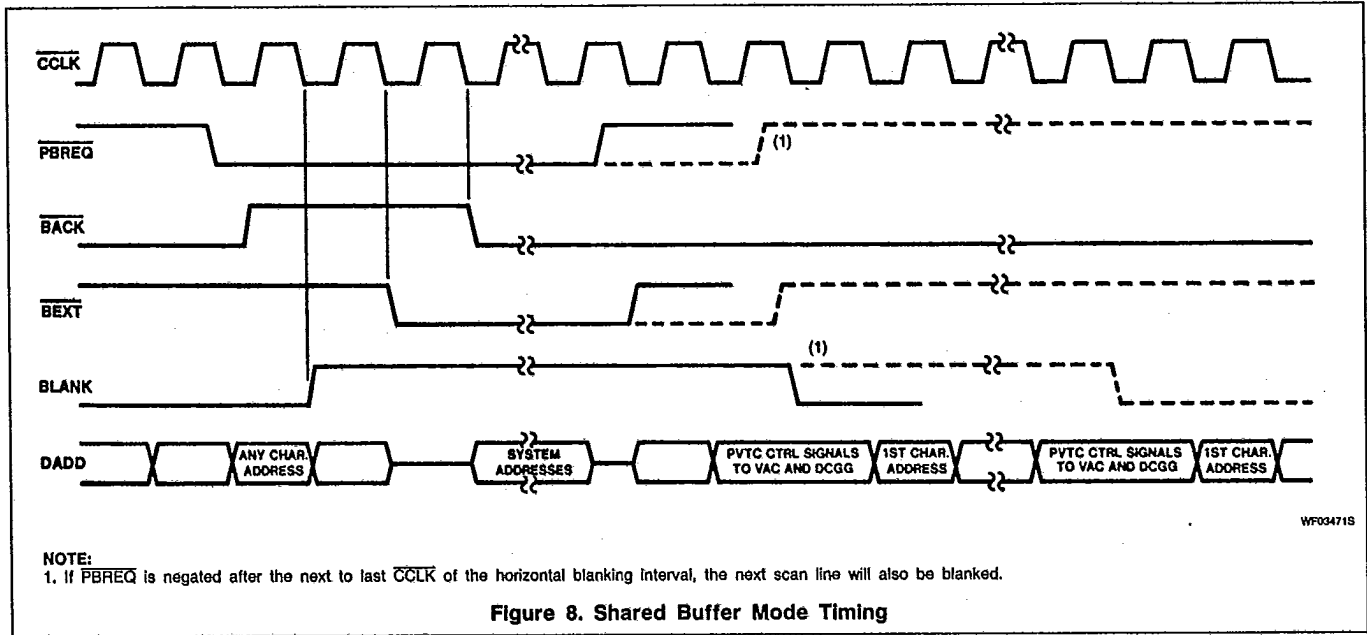 CCLK
PBREQ
(1)
BACK
BEXT
(1)
BLANK
DADD
ANY CHAR.
ADDRESS
SYSTEM
ADDRESSES
PVTC CTRL SIGNALS
TO VAC AND DCGG
1ST CHAR.
ADDRESS
PVTC CTRL SIGNALS
TO VAC AND DCGG
1ST CHAR.
ADDRESS
WF03471S
NOTE:
1. If PBREQ is negated after the next to last CCLK of the horizontal blanking interval, the next scan line will also be blanked.
Figure 8. Shared Buffer Mode Timing